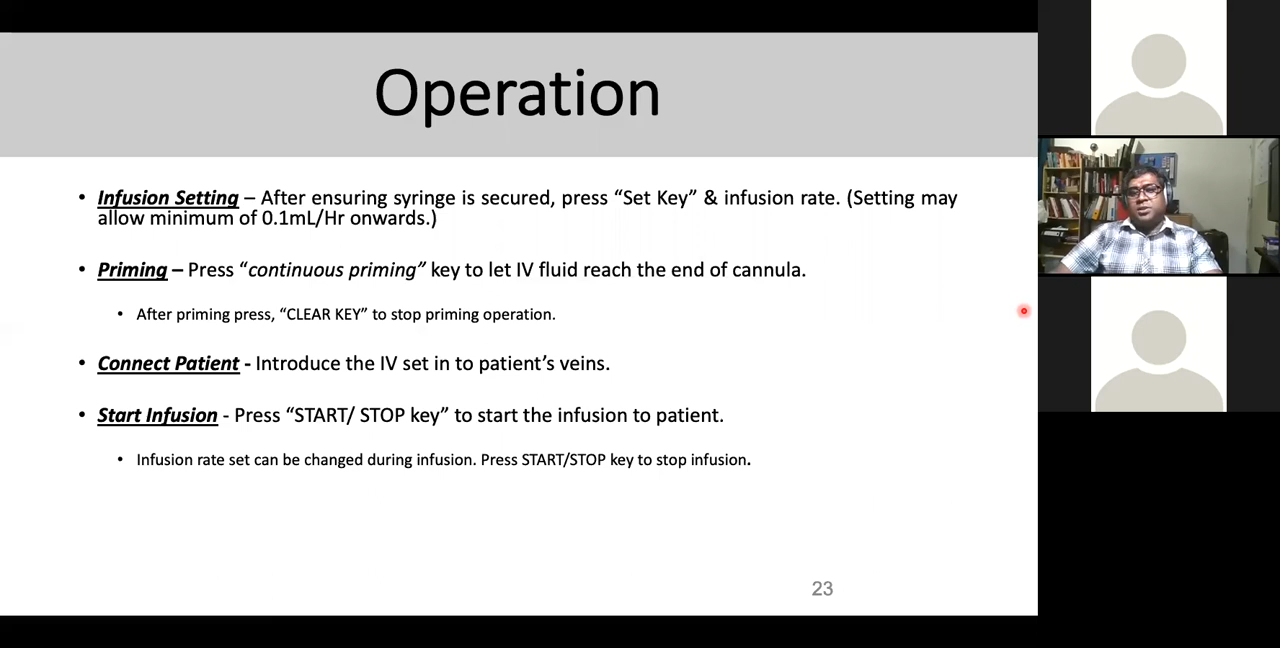 Operation
• Infusion Setting – After ensuring syringe is secured, press “Set Key” & infusion rate. (Setting may
allow minimum of 0.1mL/Hr onwards.)
• Priming – Press “continuous priming” key to let IV fluid reach the end of cannula.
• After priming press, “CLEAR KEY” to stop priming operation.
• Connect Patient - Introduce the IV set in to patient’s veins.
• Start Infusion - Press “START/ STOP key” to start the infusion to patient.
• Infusion rate set can be changed during infusion. Press START/STOP key to stop infusion.
23